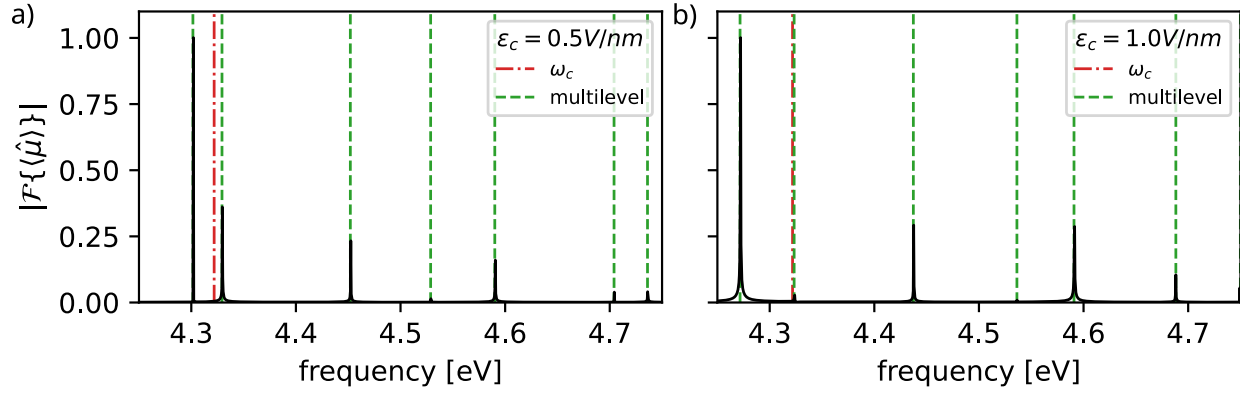 a)
|ℱ{⟨μ̂⟩}|
1.00
0.75
0.50
0.25
0.00
ε_c = 0.5V/nm
ω_c
multilevel
4.3 4.4 4.5 4.6 4.7
frequency [eV]
b)
ε_c = 1.0V/nm
ω_c
multilevel
4.3 4.4 4.5 4.6 4.7
frequency [eV]